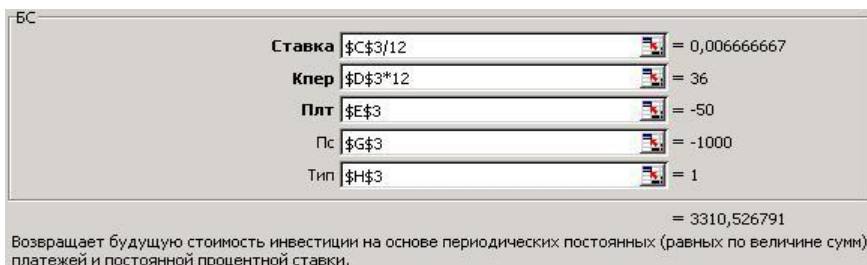 БС
Ставка $C$3/12 = 0,006666667
Кпер $D$3*12 = 36
Плт $E$3 = -50
Пс $G$3 = -1000
Тип $H$3 = 1
= 3310,526791
Возвращает будущую стоимость инвестиции на основе периодических постоянных (равных по величине сумм)
платежей и постоянной процентной ставки.